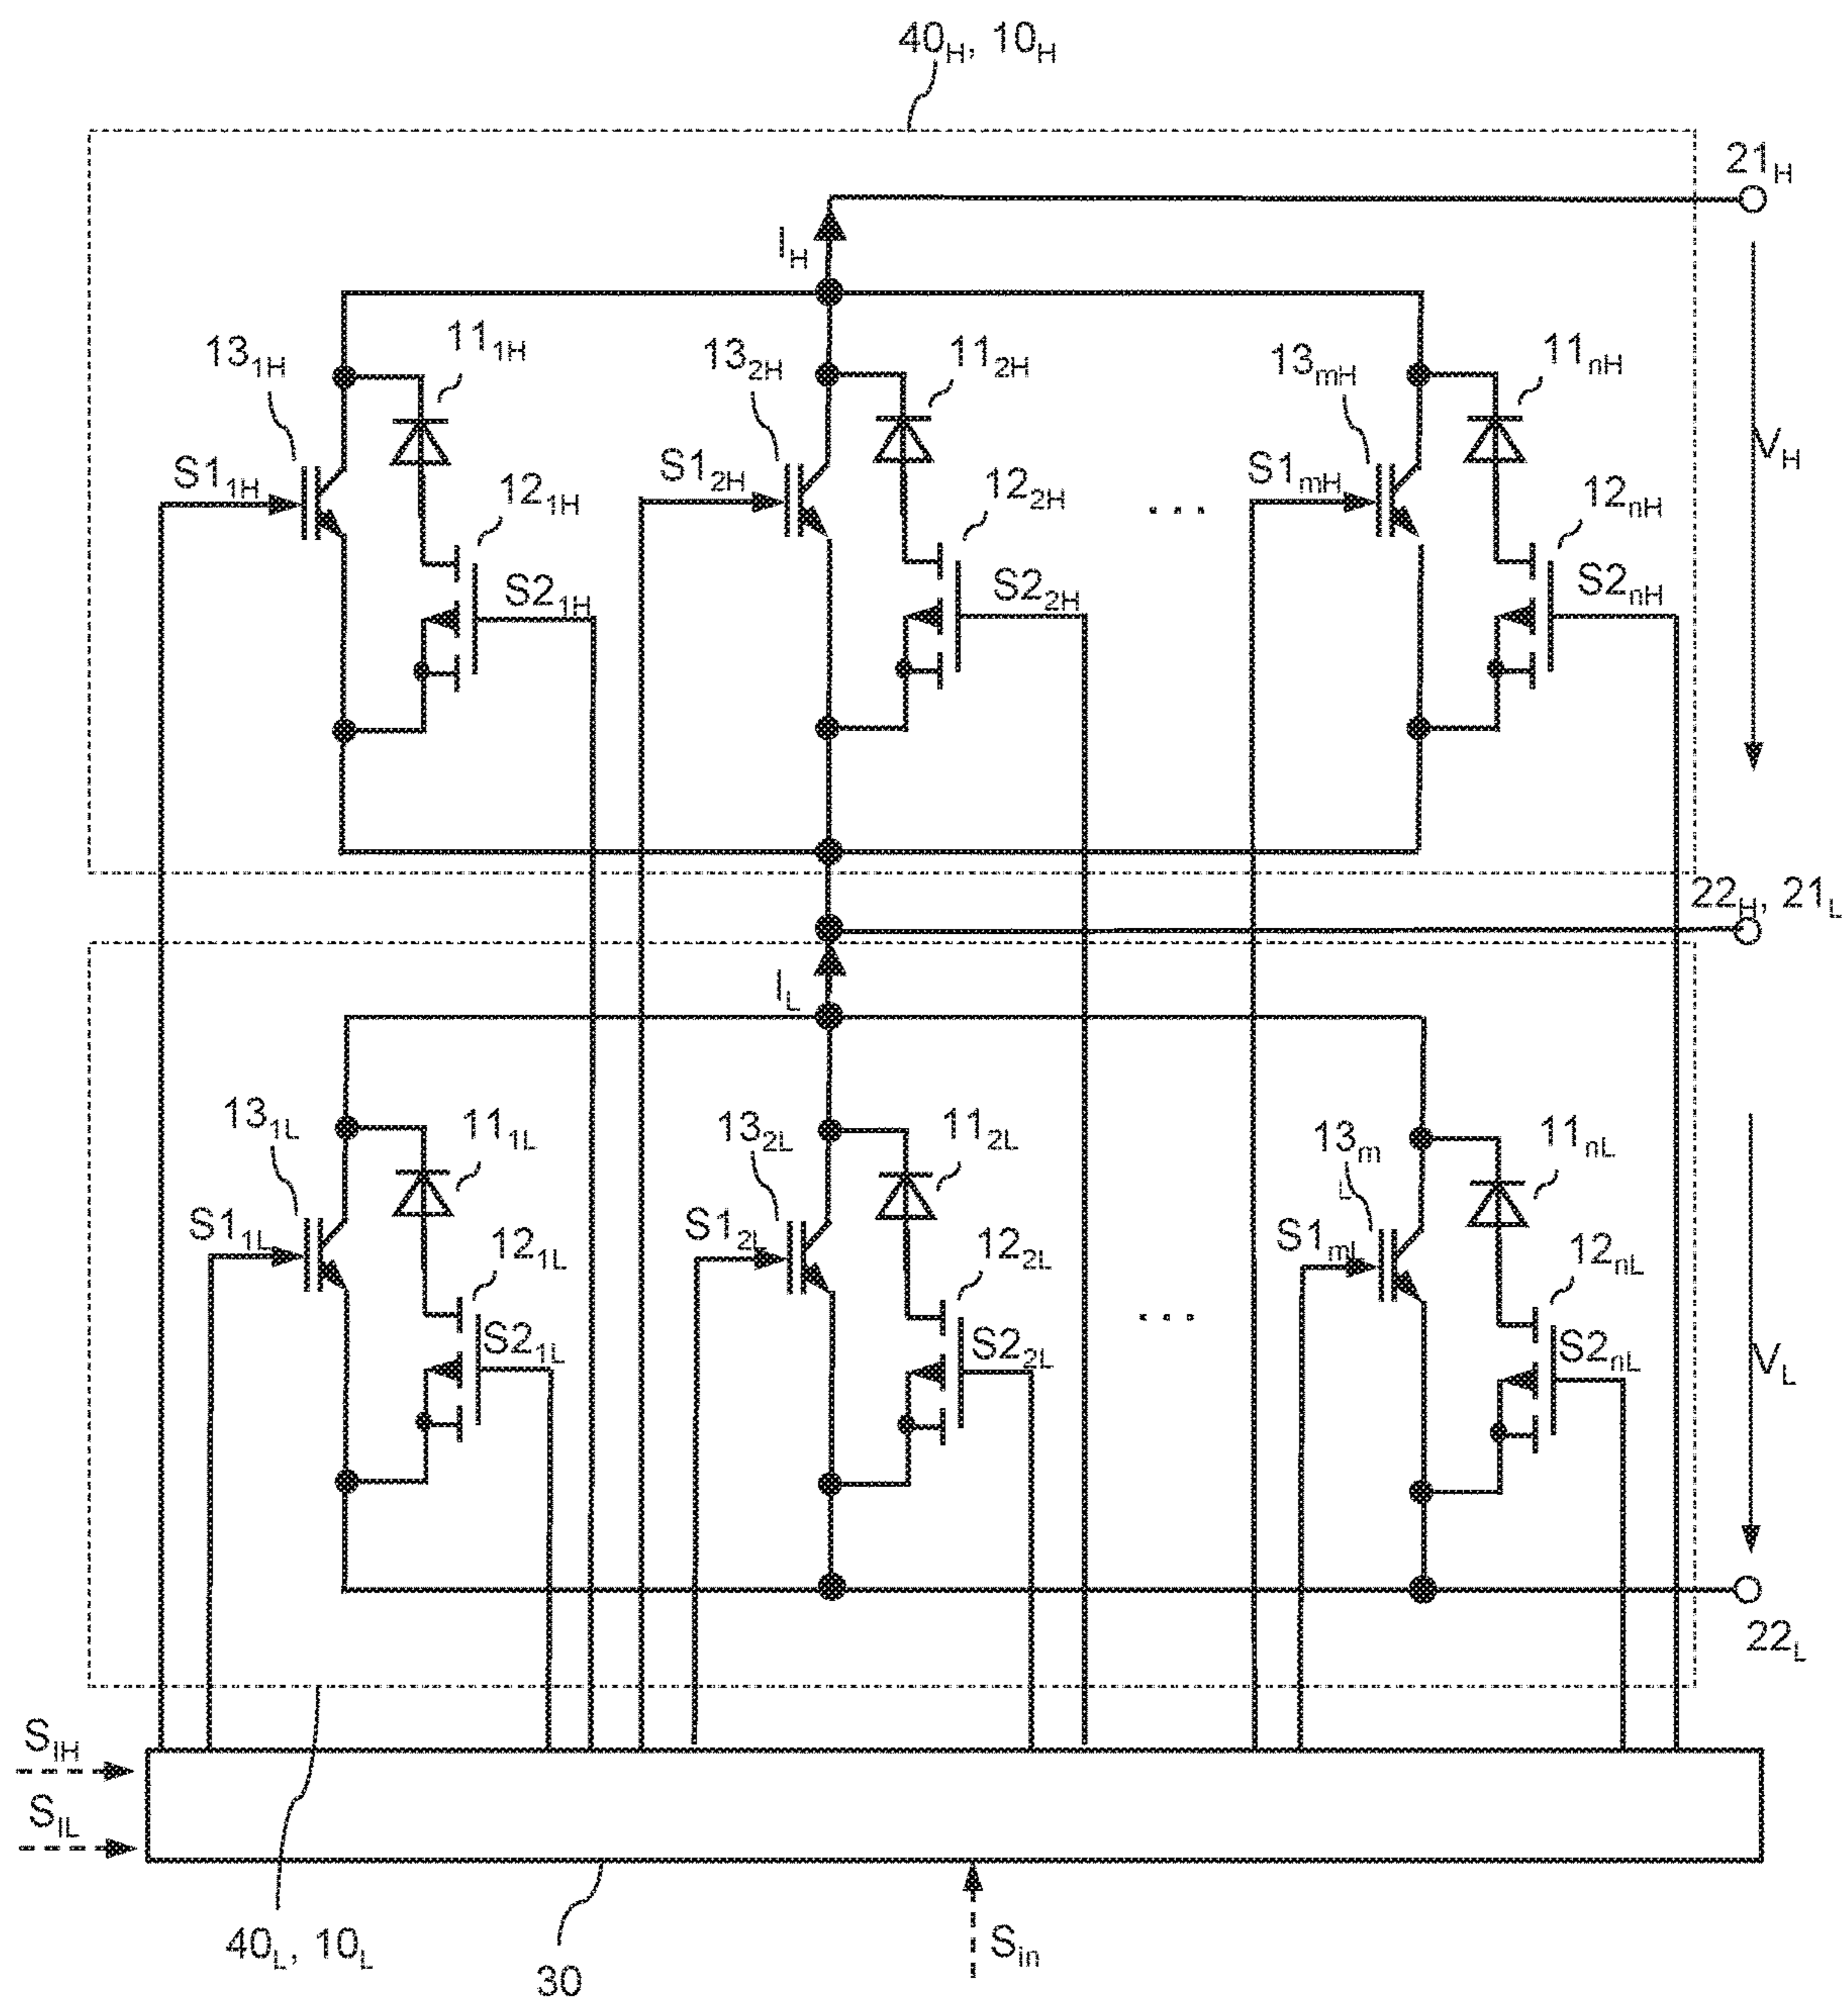 40H, 10H
21H
IH
131H
111H
132H
112H
13mH
11nH
VH
S11H
121H
S12H
122H
S1mH
12nH
S21H
S22H
S2nH
. . .
22H, 21L
IL
131L
111L
132L
112L
13m
L
11nL
S11L
121L
S12L
122L
S1mL
12nL
S21L
S22L
S2nL
VL
. . .
22L
SIH
SIL
40L, 10L
30
Sin